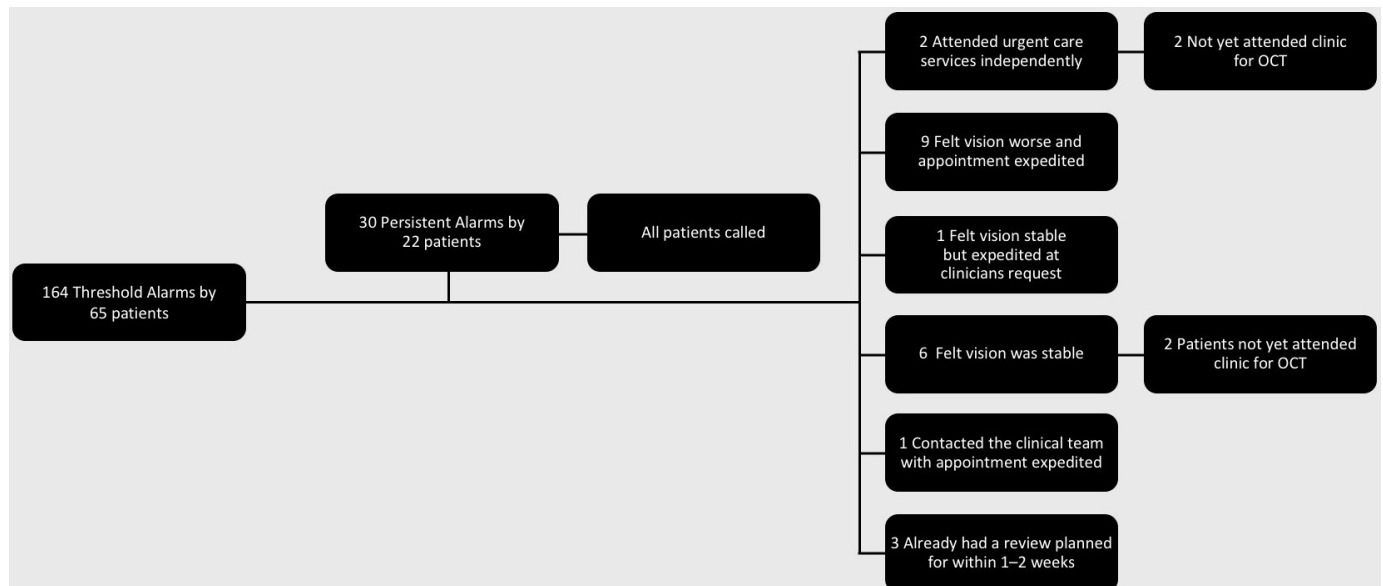 164 Threshold Alarms by
65 patients
30 Persistent Alarms by
22 patients
All patients called
2 Attended urgent care
services independently
2 Not yet attended clinic
for OCT
9 Felt vision worse and
appointment expedited
1 Felt vision stable
but expedited at
clinicians request
6 Felt vision was stable
2 Patients not yet attended
clinic for OCT
1 Contacted the clinical team
with appointment expedited
3 Already had a review planned
for within 1–2 weeks